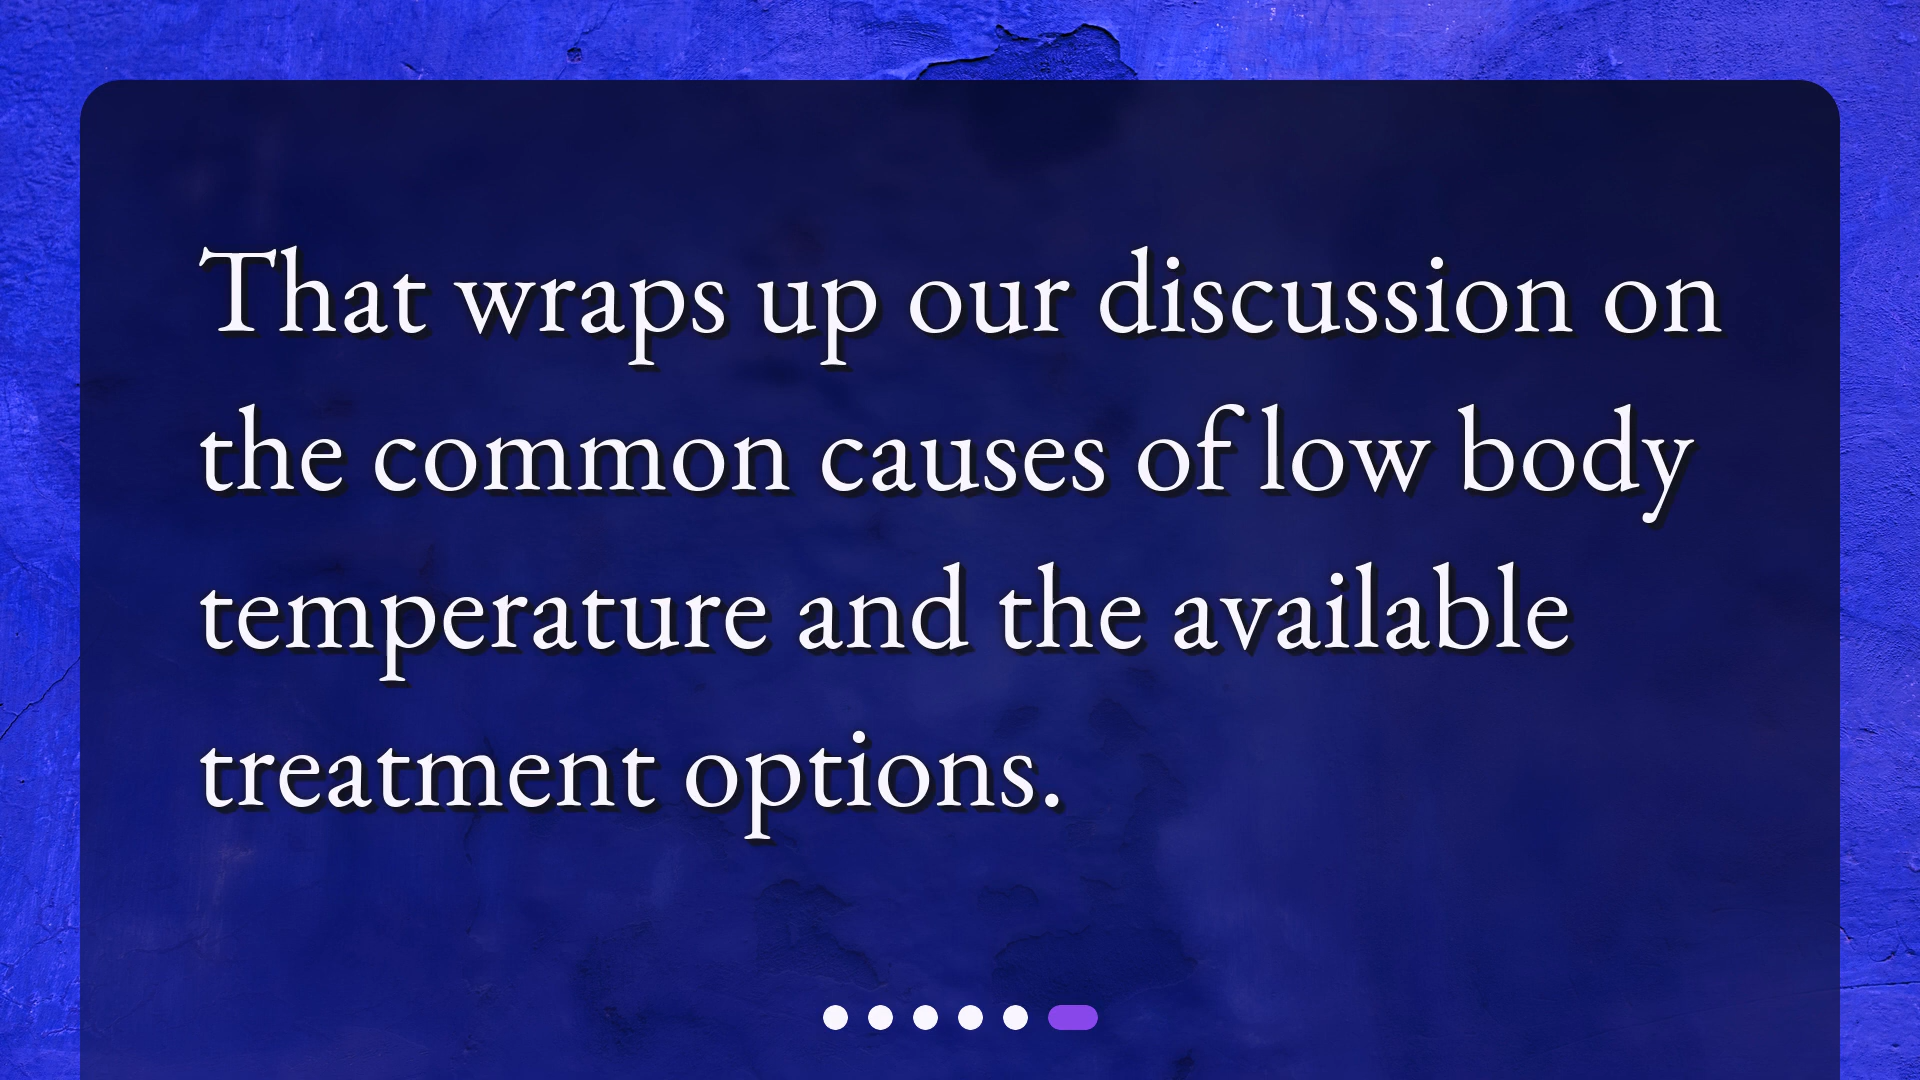 That wraps up our discussion on
the common causes of low body
temperature and the available
treatment options.